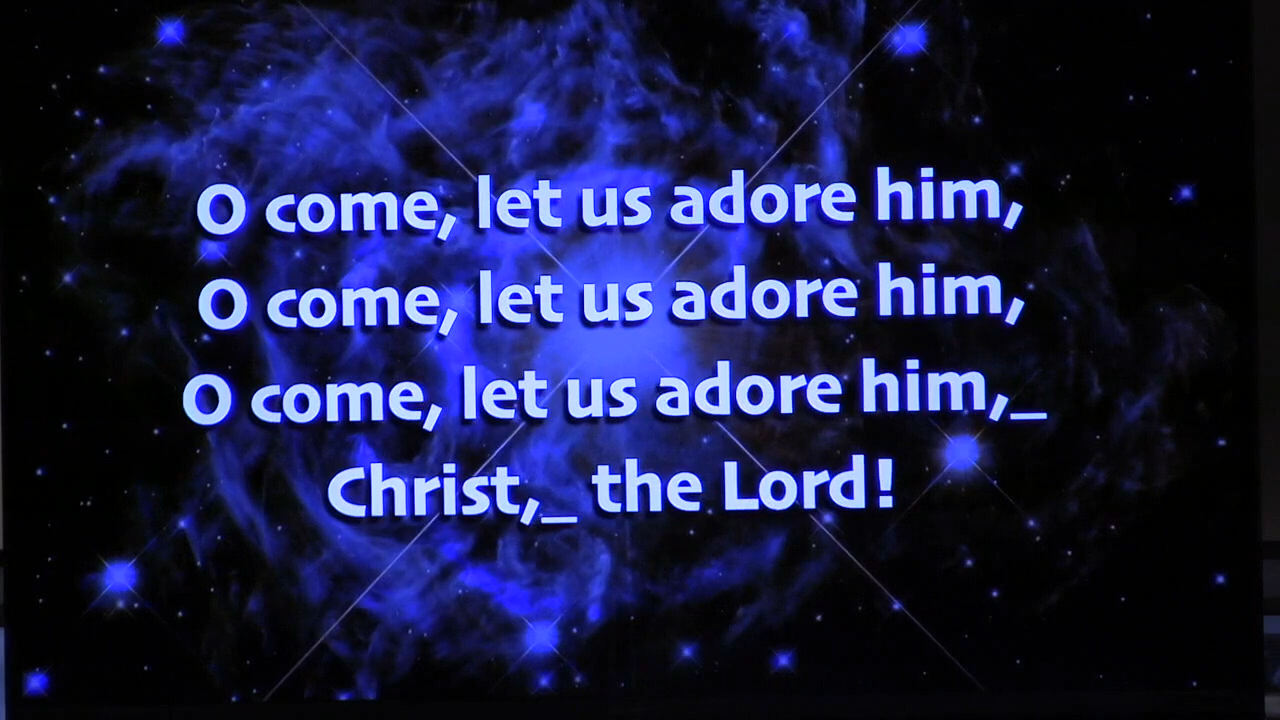 O come, let us adore him,
O come, let us adore him,
O come, let us adore him,_
Christ,_ the Lord!